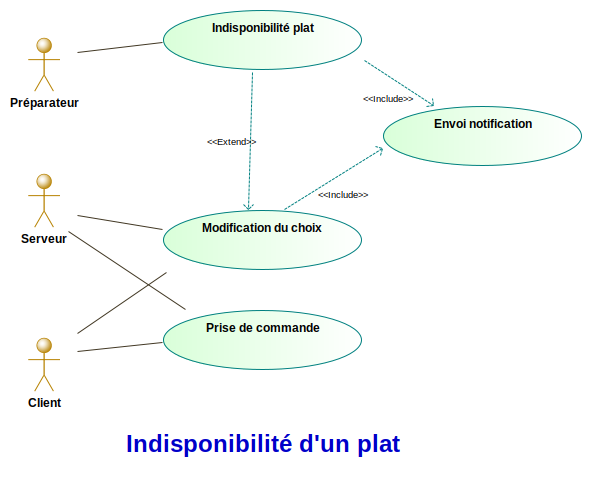 Indisponibilité plat
Préparateur
<<Include>>
Envoi notification
<<Extend>>
<<Include>>
Serveur
Modification du choix
Prise de commande
Client
Indisponibilité d'un plat